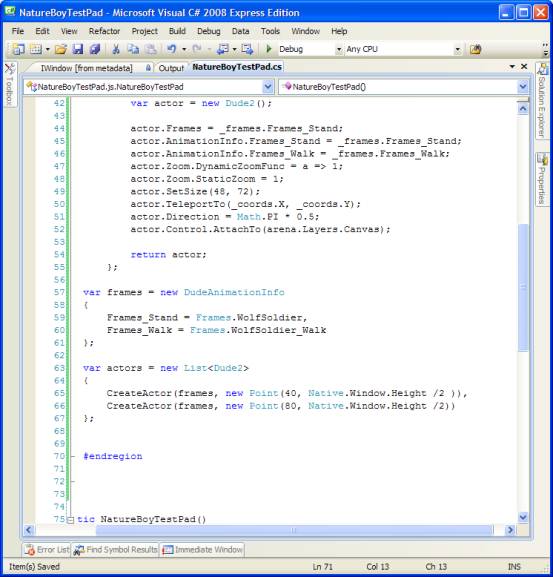 NatureBoyTestPad - Microsoft Visual C# 2008 Express Edition
File Edit View Refactor Project Build Debug Data Tools Window Help
Debug Any CPU
IWindow [from metadata] Output NatureBoyTestPad.cs
NatureBoyTestPad.js.NatureBoyTestPad NatureBoyTestPad()
Toolbox
Solution Explorer
Properties
42 var actor = new Dude2();
43
44 actor.Frames = _frames.Frames_Stand;
45 actor.AnimationInfo.Frames_Stand = _frames.Frames_Stand;
46 actor.AnimationInfo.Frames_Walk = _frames.Frames_Walk;
47 actor.Zoom.DynamicZoomFunc = a => 1;
48 actor.Zoom.StaticZoom = 1;
49 actor.SetSize(48, 72);
50 actor.TeleportTo(_coords.X, _coords.Y);
51 actor.Direction = Math.PI * 0.5;
52 actor.Control.AttachTo(arena.Layers.Canvas);
53
54 return actor;
55 };
56
57 var frames = new DudeAnimationInfo
58 {
59 Frames_Stand = Frames.WolfSoldier,
60 Frames_Walk = Frames.WolfSoldier_Walk
61 };
62
63 var actors = new List<Dude2>
64 {
65 CreateActor(frames, new Point(40, Native.Window.Height /2 )),
66 CreateActor(frames, new Point(80, Native.Window.Height /2))
67 };
68
69
70 #endregion
71
72
73
74
75 tic NatureBoyTestPad()
Error List Find Symbol Results Immediate Window
Item(s) Saved Ln 71 Col 13 Ch 13 INS